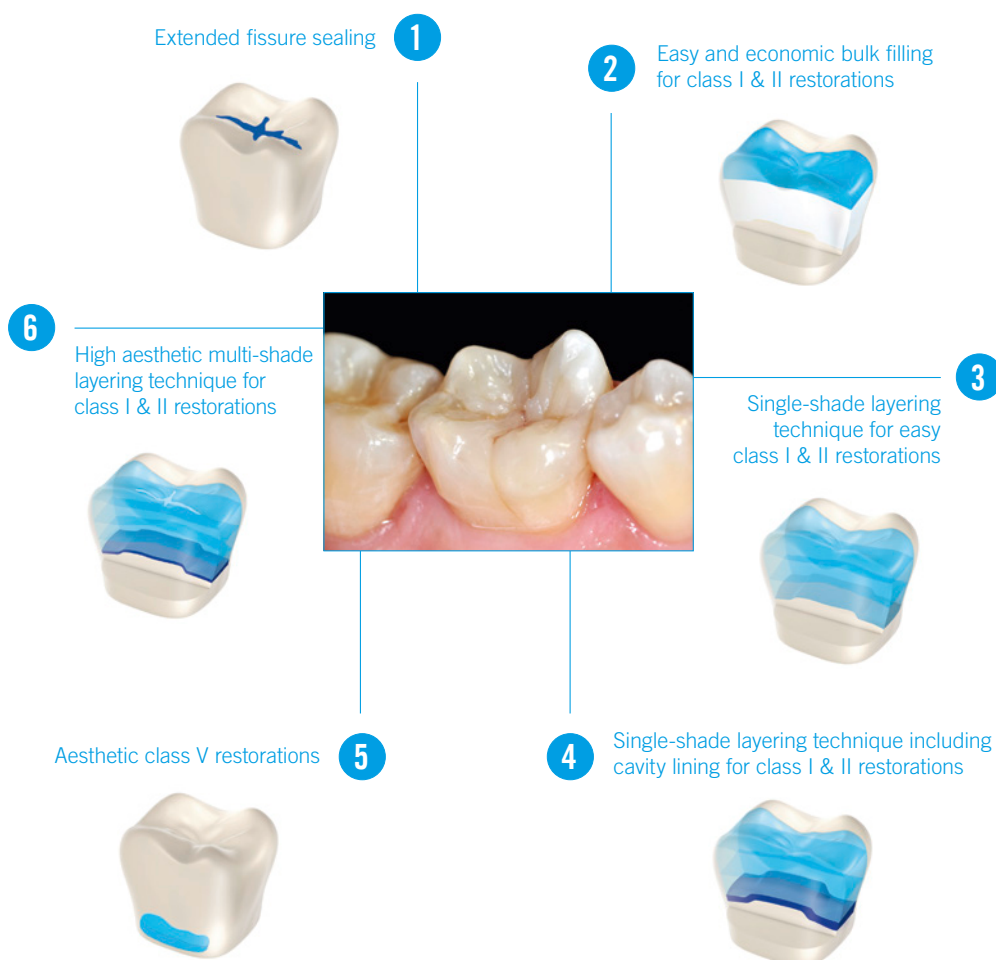 1
Extended fissure sealing
2
Easy and economic bulk filling
for class I & II restorations
3
Single-shade layering
technique for easy
class I & II restorations
4
Single-shade layering technique including
cavity lining for class I & II restorations
5
Aesthetic class V restorations
6
High aesthetic multi-shade
layering technique for
class I & II restorations